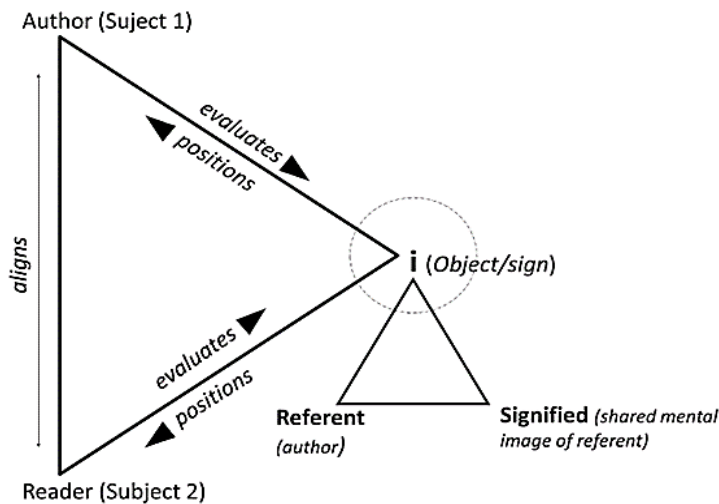 Author (Suject 1)
evaluates
positions
aligns
i (Object/sign)
evaluates
positions
Referent
(author)
Signified (shared mental
image of referent)
Reader (Subject 2)